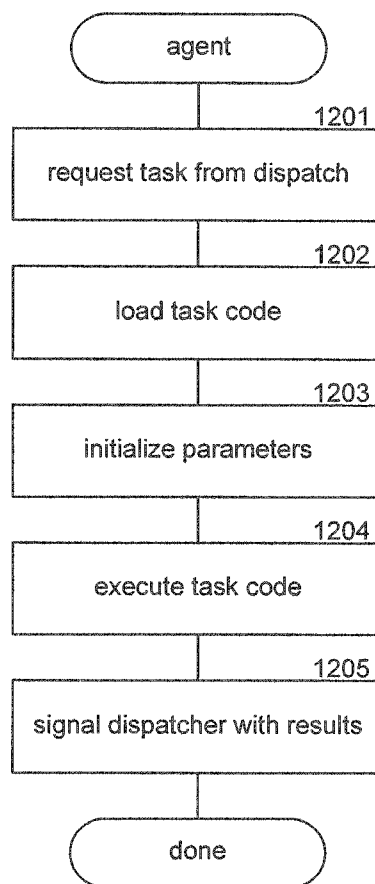 agent
1201
request task from dispatch
1202
load task code
1203
initialize parameters
1204
execute task code
1205
signal dispatcher with results
done